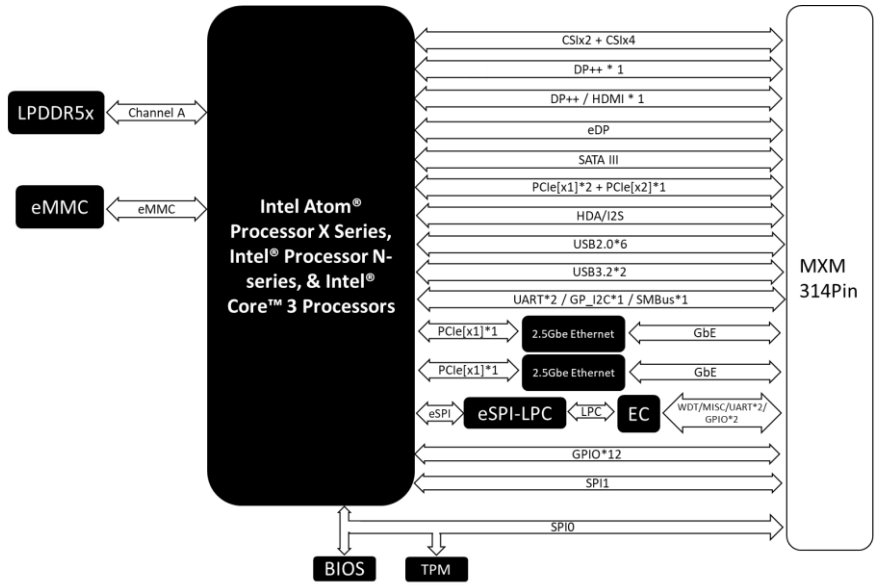 CSIx2 + CSIx4
DP++ * 1
DP++ / HDMI * 1
eDP
SATA III
PCIe[x1]*2 + PCIe[x2]*1
HDA/I2S
USB2.0*6
USB3.2*2
UART*2 / GP_I2C*1 / SMBus*1
LPDDR5x
Channel A
eMMC
eMMC
Intel Atom®
Processor X Series,
Intel® Processor N-
series, & Intel®
Core™ 3 Processors
MXM
314Pin
PCIe[x1]*1
2.5Gbe Ethernet
GbE
PCIe[x1]*1
2.5Gbe Ethernet
GbE
eSPI
eSPI-LPC
LPC
EC
WDT/MISC/UART*2/
GPIO*2
GPIO*12
SPI1
SPI0
BIOS
TPM